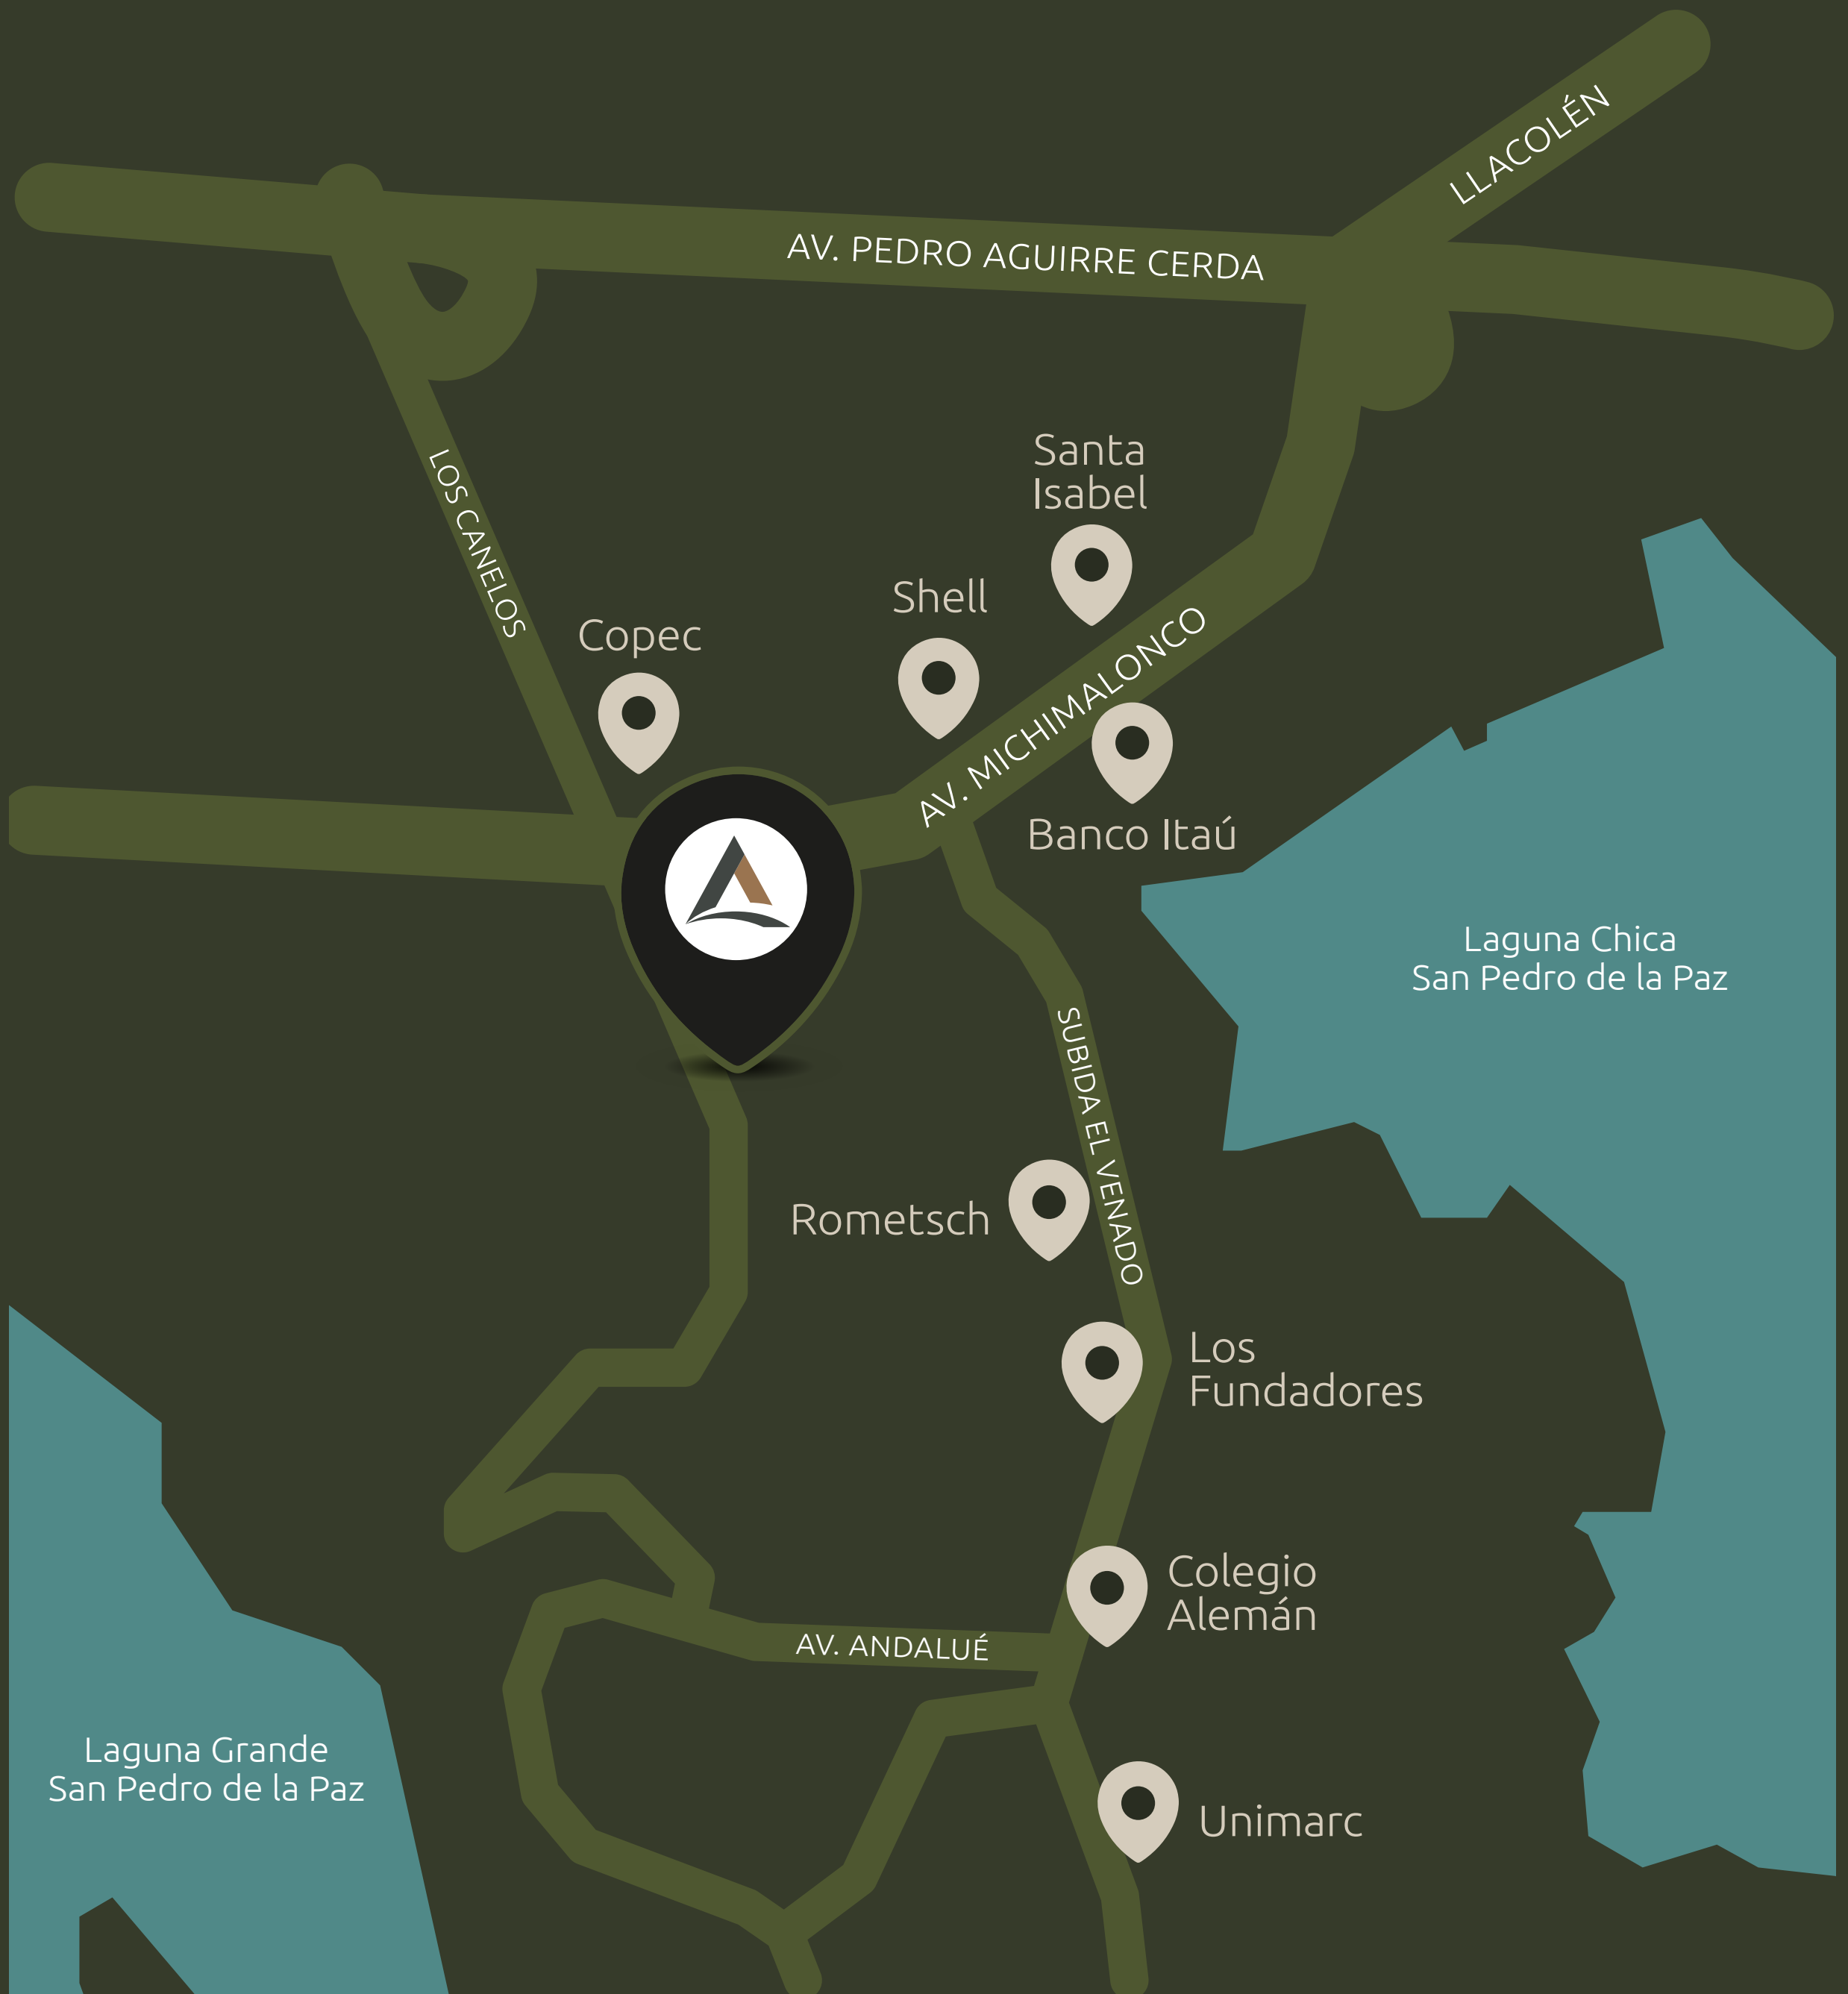 LLACOLÉN
AV. PEDRO AGUIRRE CERDA
LOS CANELOS
Santa
Isabel
Shell
Copec
AV. MICHIMALONCO
Banco Itaú
Laguna Chica
San Pedro de la Paz
SUBIDA EL VENADO
Rometsch
Los
Fundadores
Colegio
Alemán
AV. ANDALUÉ
Laguna Grande
San Pedro de la Paz
Unimarc